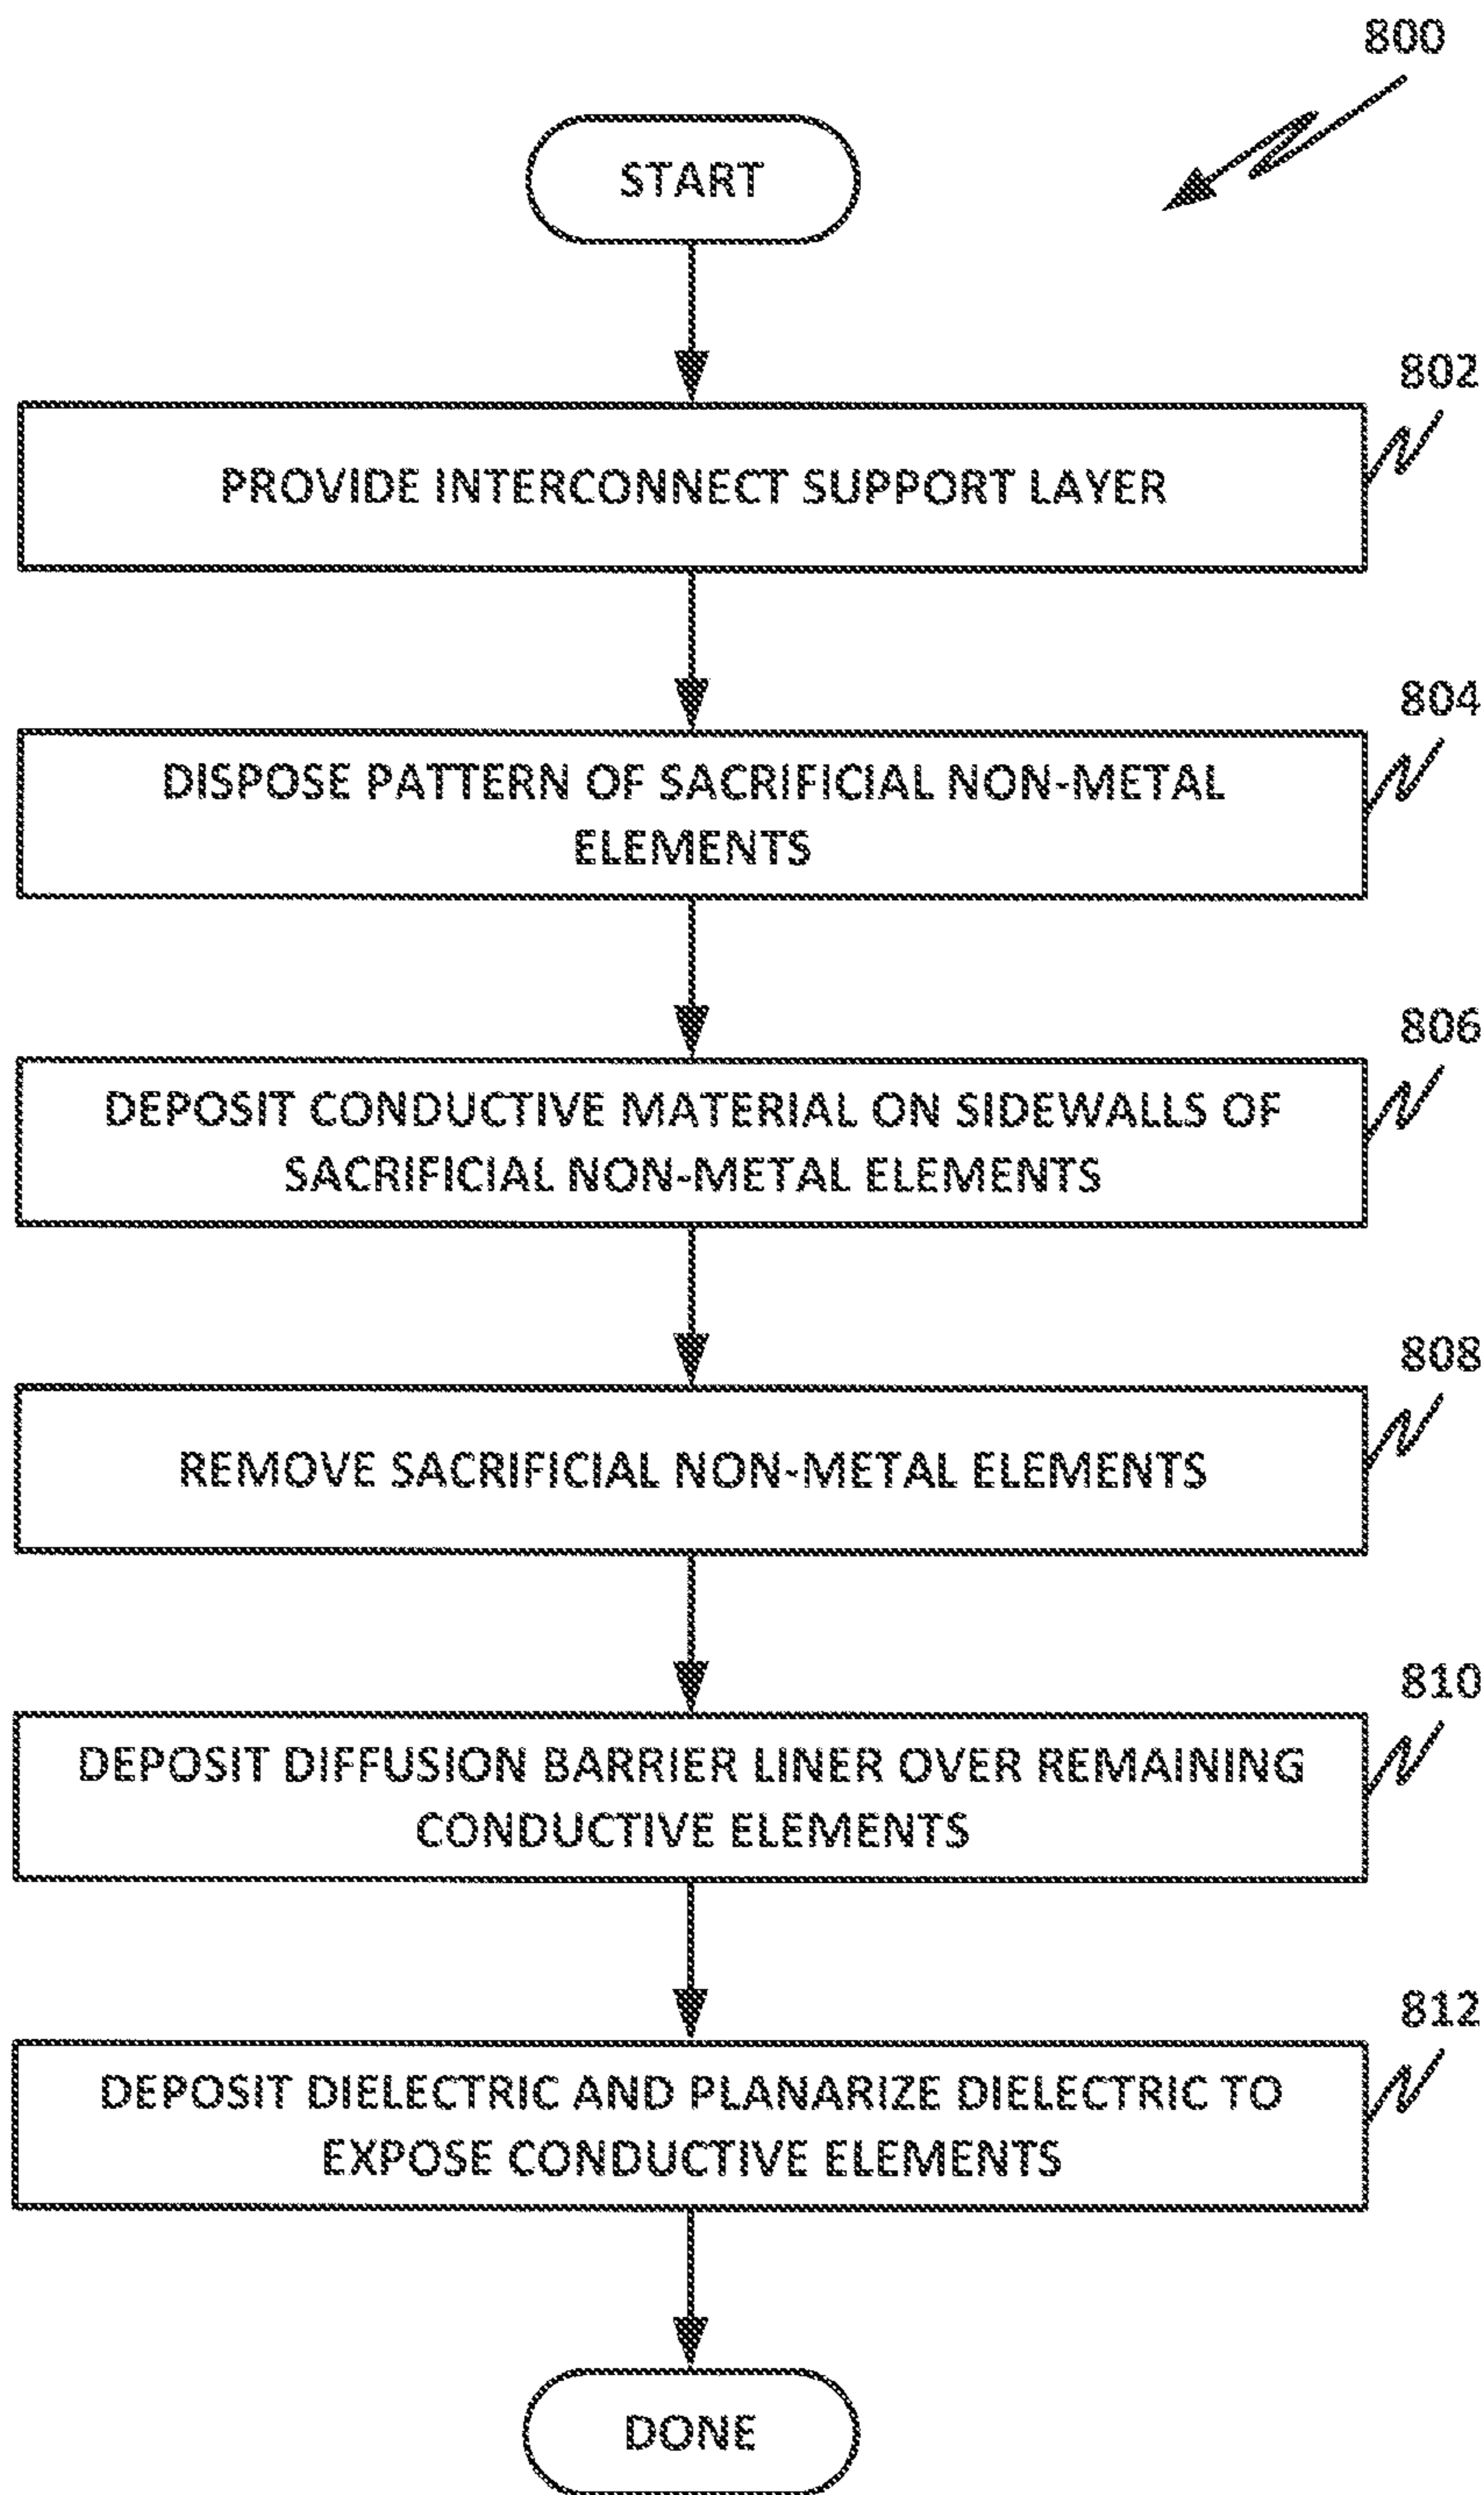 800
START
802
PROVIDE INTERCONNECT SUPPORT LAYER
804
DISPOSE PATTERN OF SACRIFICIAL NON-METAL
ELEMENTS
806
DEPOSIT CONDUCTIVE MATERIAL ON SIDEWALLS OF
SACRIFICIAL NON-METAL ELEMENTS
808
REMOVE SACRIFICIAL NON-METAL ELEMENTS
810
DEPOSIT DIFFUSION BARRIER LINER OVER REMAINING
CONDUCTIVE ELEMENTS
812
DEPOSIT DIELECTRIC AND PLANARIZE DIELECTRIC TO
EXPOSE CONDUCTIVE ELEMENTS
DONE